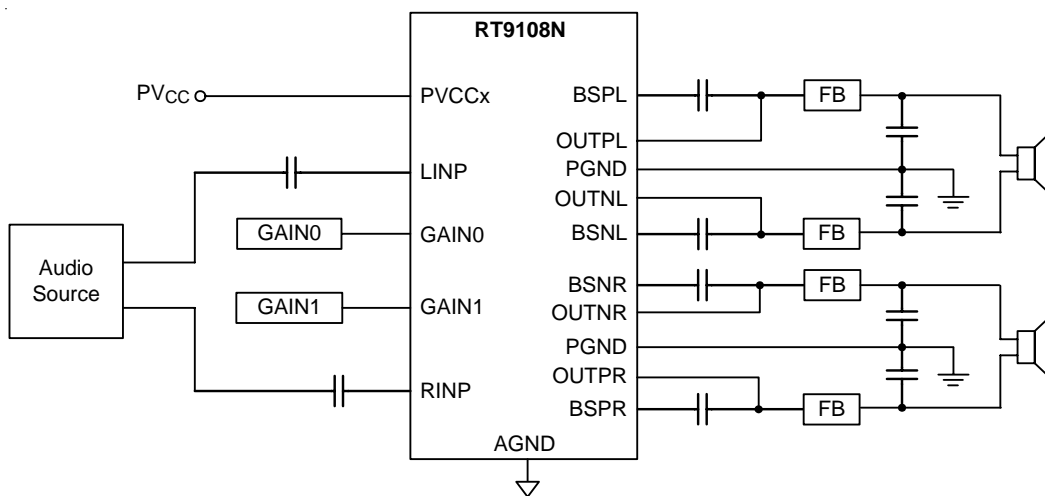 RT9108N
PVCC
PVCCx
BSPL
FB
OUTPL
LINP
PGND
OUTNL
GAIN0
GAIN0
BSNL
FB
Audio
Source
BSNR
FB
GAIN1
GAIN1
OUTNR
PGND
OUTPR
RINP
BSPR
FB
AGND